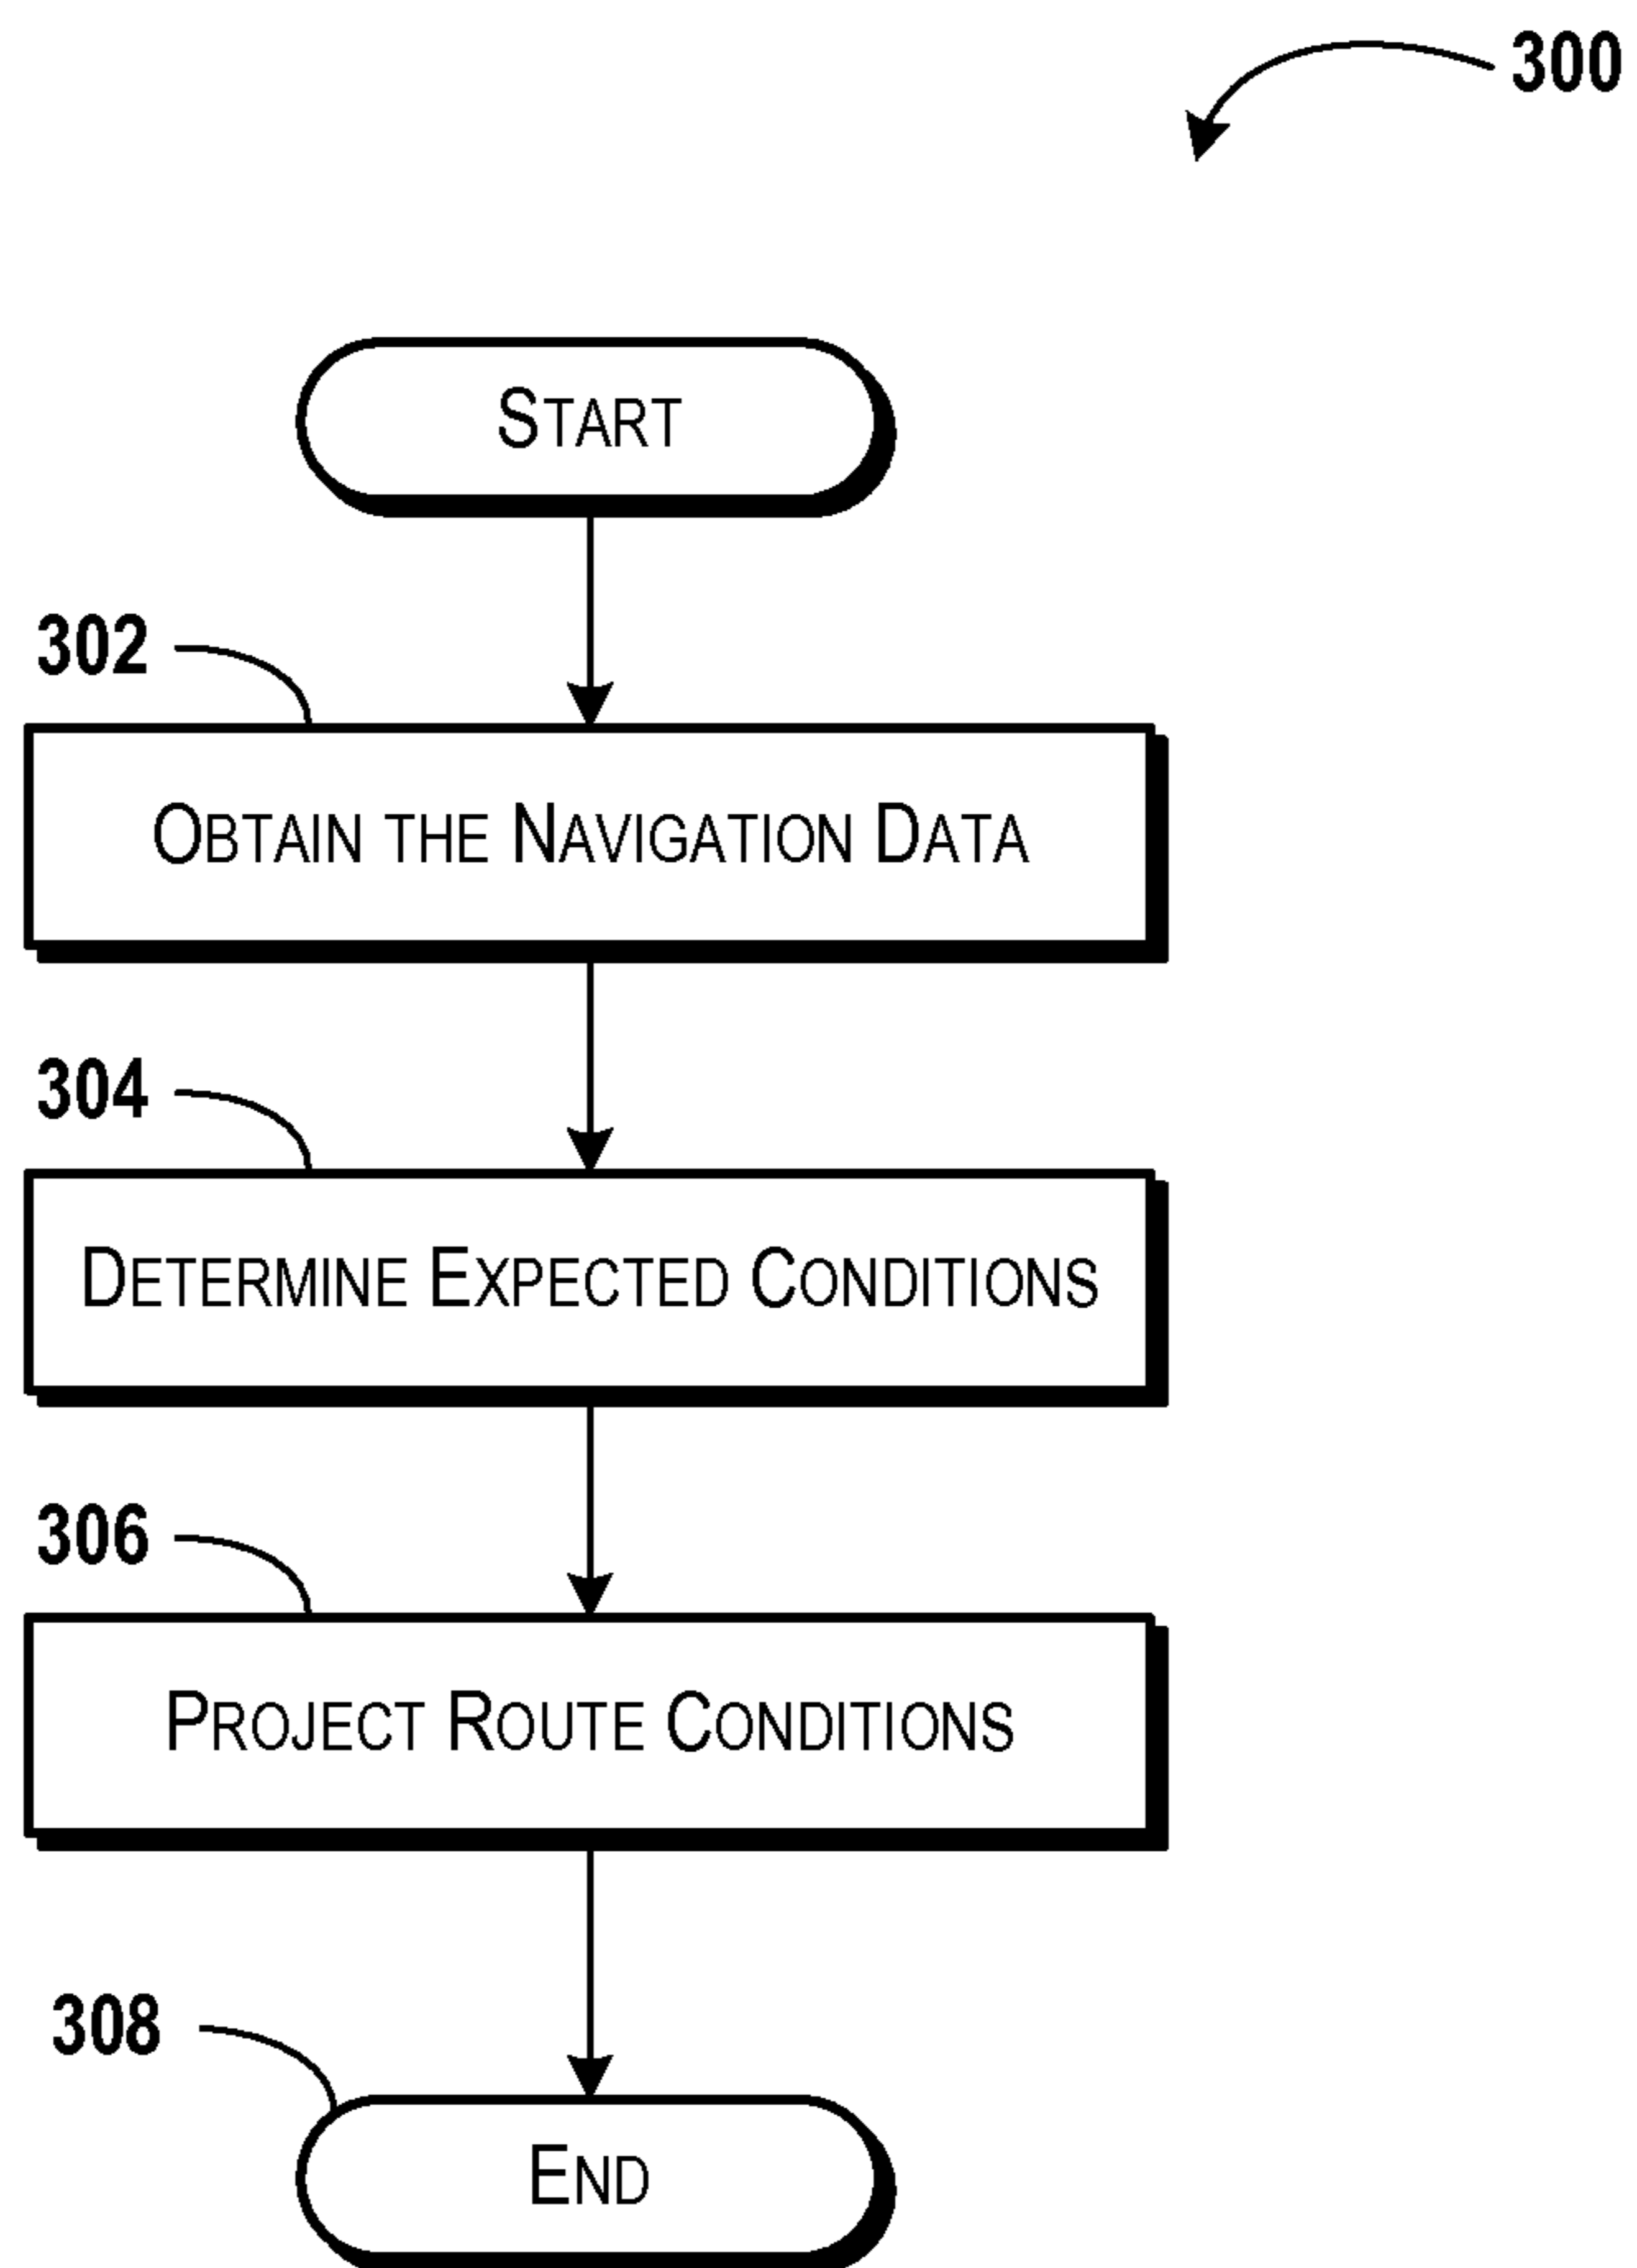 300
START
302
OBTAIN THE NAVIGATION DATA
304
DETERMINE EXPECTED CONDITIONS
306
PROJECT ROUTE CONDITIONS
308
END